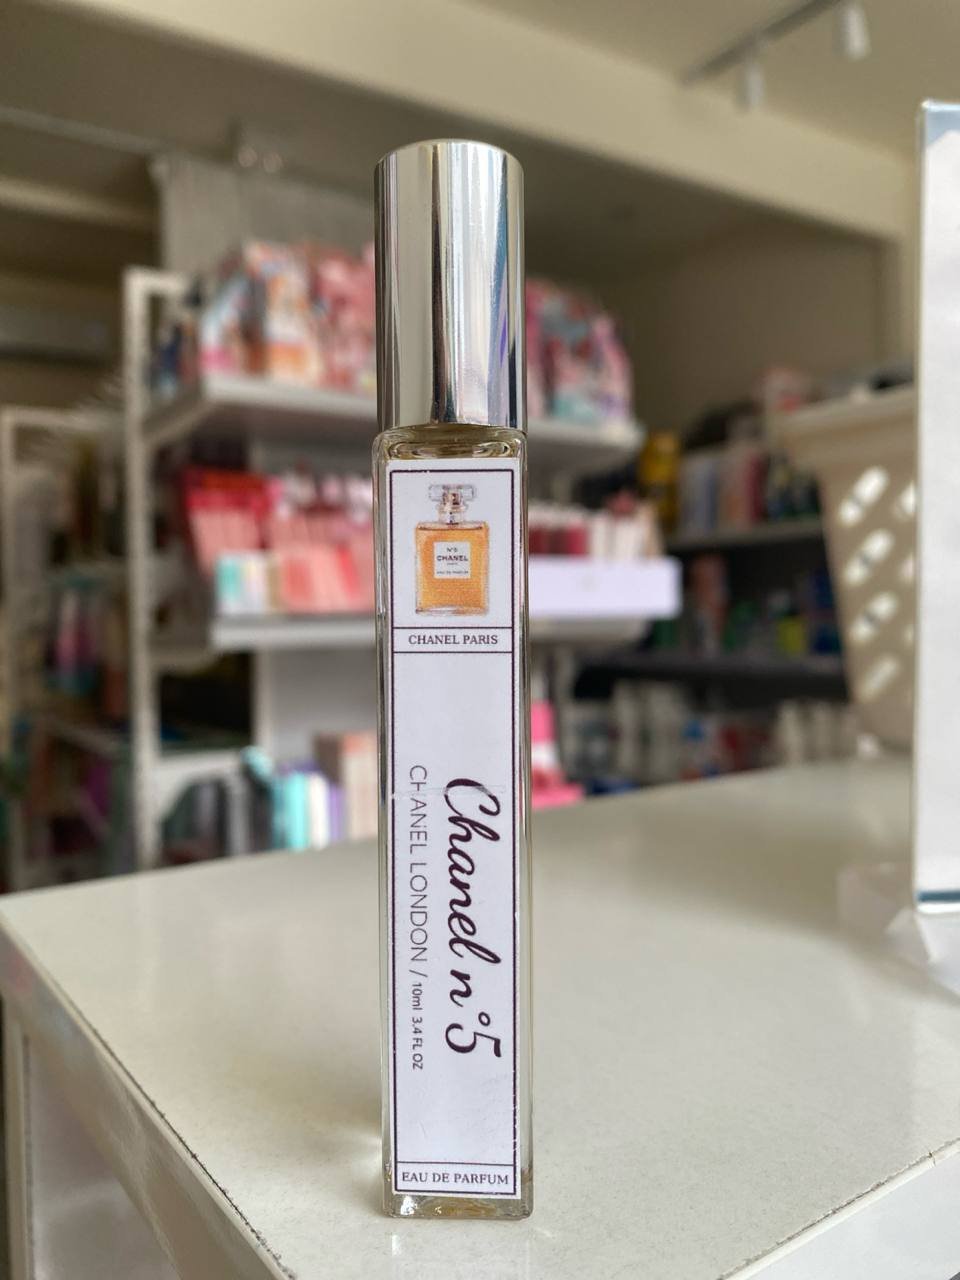 N°5
CHANEL
PARIS
EAU DE PARFUM
CHANEL PARIS
Chanel n°5
CHANEL LONDON / 10ml 3.4 FL OZ
EAU DE PARFUM